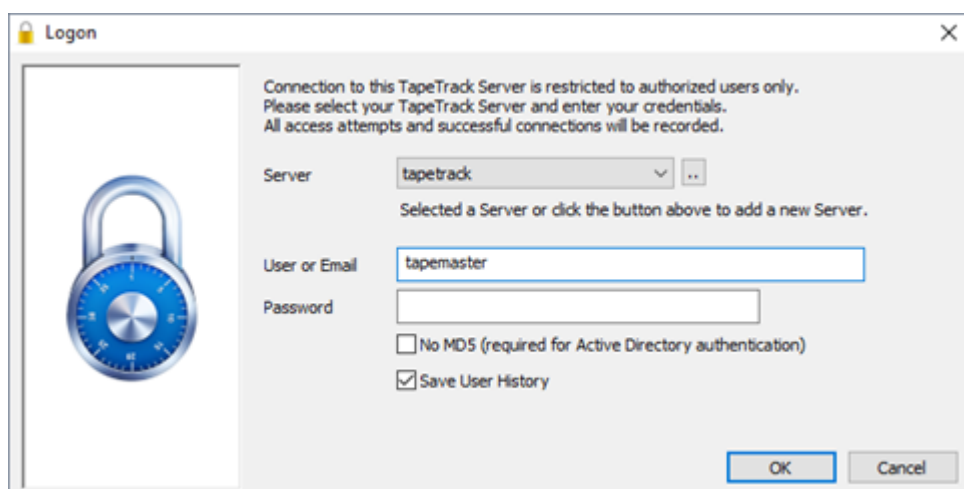 Logon
Connection to this TapeTrack Server is restricted to authorized users only.
Please select your TapeTrack Server and enter your credentials.
All access attempts and successful connections will be recorded.
Server
tapetrack
..
Selected a Server or click the button above to add a new Server.
User or Email
tapemaster
Password
No MD5 (required for Active Directory authentication)
Save User History
OK
Cancel